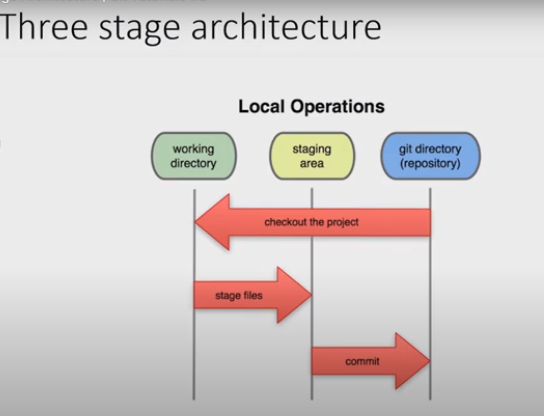 Three stage architecture
Local Operations
working
directory
staging
area
git directory
(repository)
checkout the project
stage files
commit